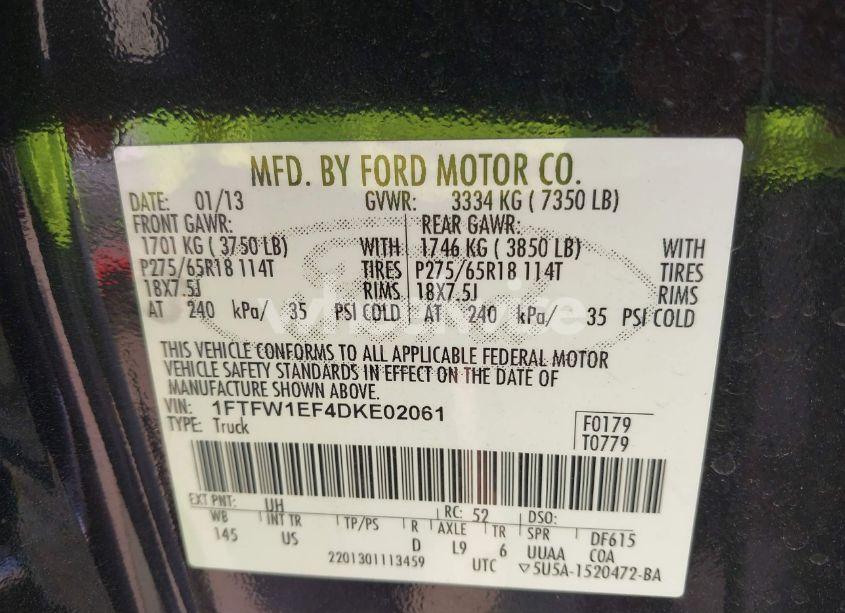 MFD. BY FORD MOTOR CO.
DATE: 01/13 GVWR: 3334 KG ( 7350 LB)
FRONT GAWR: REAR GAWR:
1701 KG ( 3750 LB) WITH 1746 KG ( 3850 LB) WITH
P275/65R18 114T TIRES P275/65R18 114T TIRES
18X7.5J RIMS 18X7.5J RIMS
AT 240 kPa/ 35 PSI COLD AT 240 kPa/ 35 PSI COLD
THIS VEHICLE CONFORMS TO ALL APPLICABLE FEDERAL MOTOR
VEHICLE SAFETY STANDARDS IN EFFECT ON THE DATE OF
MANUFACTURE SHOWN ABOVE.
VIN: 1FTFW1EF4DKE02061
TYPE: Truck
F0179
T0779
EXT PNT: UH RC: 52 DSO:
WB INT TR TP/PS R AXLE TR SPR DF615
145 US D L9 6 UUAA COA
2201301113459 UTC ▽5U5A-1520472-BA